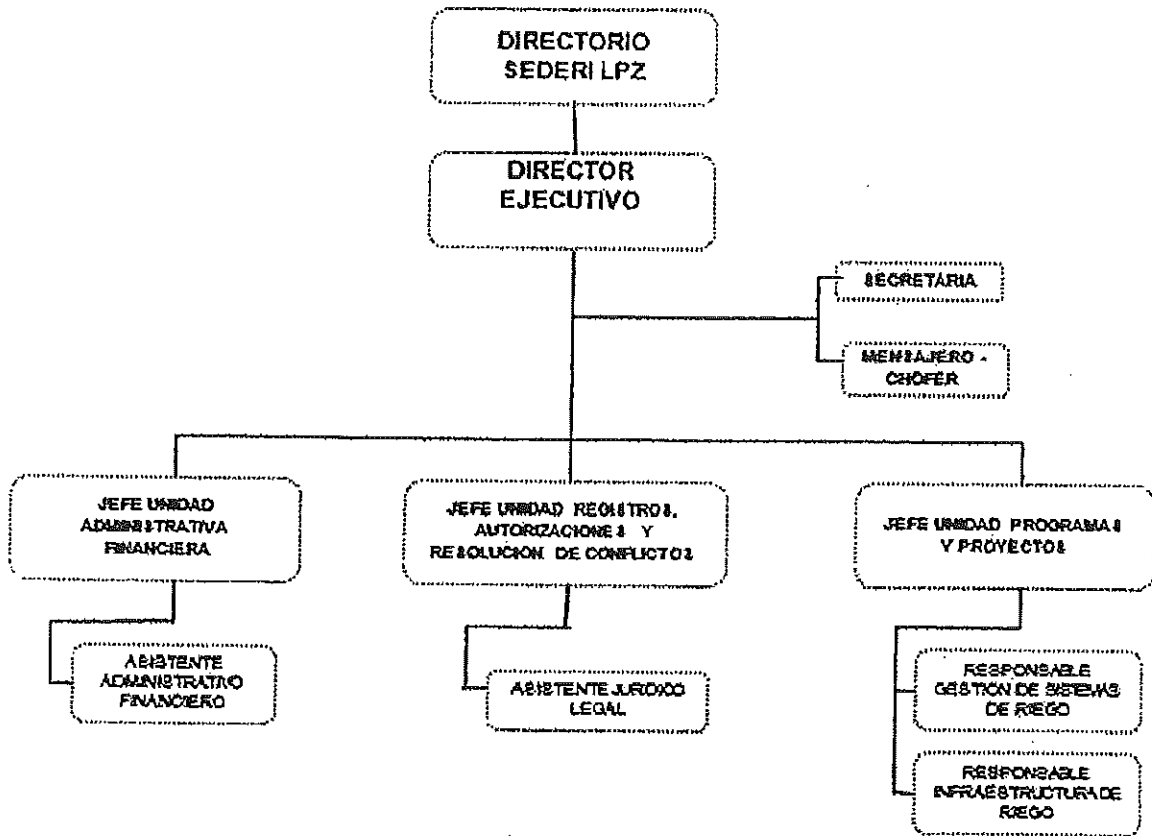 DIRECTORIO
SEDERI LPZ
DIRECTOR
EJECUTIVO
SECRETARIA
MENSAJERO -
CHOFER
JEFE UNIDAD
ADMINISTRATIVA
FINANCIERA
JEFE UNIDAD REGISTROS,
AUTORIZACIONES Y
RESOLUCION DE CONFLICTOS
JEFE UNIDAD PROGRAMAS
Y PROYECTOS
ASISTENTE
ADMINISTRATIVO
FINANCIERO
ASISTENTE JURIDICO
LEGAL
RESPONSABLE
GESTION DE SISTEMAS
DE RIEGO
RESPONSABLE
INFRAESTRUCTURA DE
RIEGO